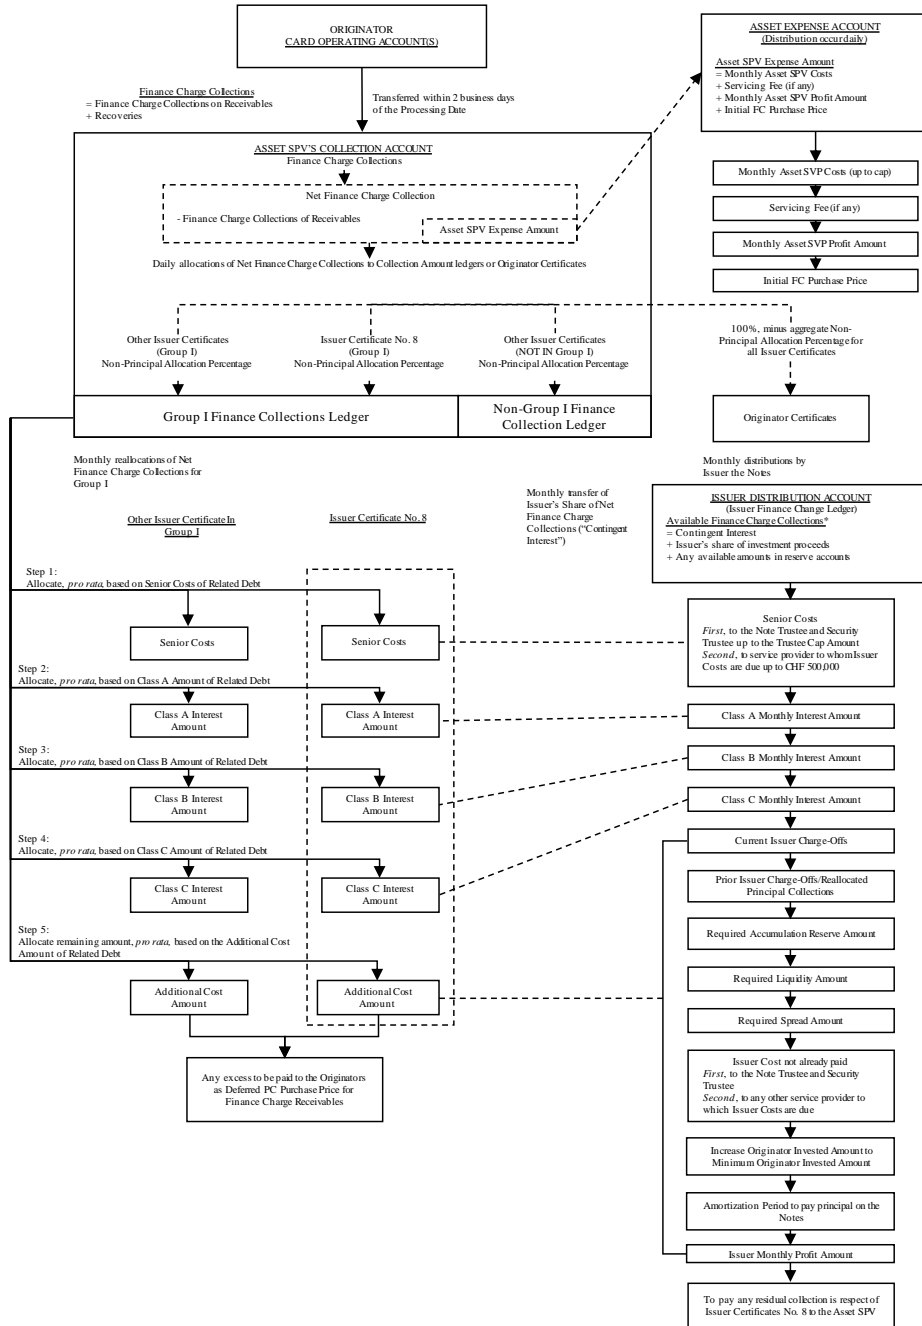 ORIGINATOR
CARD OPERATING ACCOUNT(S)
Finance Charge Collections
= Finance Charge Collections on Receivables
+ Recoveries
Transferred within 2 business days
of the Processing Date
ASSET EXPENSE ACCOUNT
(Distribution occur daily)
Asset SPV Expense Amount
= Monthly Asset SPV Costs
+ Servicing Fee (if any)
+ Monthly Asset SPV Profit Amount
+ Initial FC Purchase Price
Monthly Asset SVP Costs (up to cap)
Servicing Fee (if any)
Monthly Asset SVP Profit Amount
Initial FC Purchase Price
ASSET SPV'S COLLECTION ACCOUNT
Finance Charge Collections
Net Finance Charge Collection
- Finance Charge Collections of Receivables
Asset SPV Expense Amount
Daily allocations of Net Finance Charge Collections to Collection Amount ledgers or Originator Certificates
Other Issuer Certificates
(Group I)
Non-Principal Allocation Percentage
Issuer Certificate No. 8
(Group I)
Non-Principal Allocation Percentage
Other Issuer Certificates
(NOT IN Group I)
Non-Principal Allocation Percentage
100%, minus aggregate Non-
Principal Allocation Percentage for
all Issuer Certificates
Group I Finance Collections Ledger
Non-Group I Finance
Collection Ledger
Originator Certificates
Monthly reallocations of Net
Finance Charge Collections for
Group I
Other Issuer Certificate In
Group I
Issuer Certificate No. 8
Monthly transfer of
Issuer's Share of Net
Finance Charge
Collections ("Contingent
Interest")
Monthly distributions by
Issuer the Notes
ISSUER DISTRIBUTION ACCOUNT
(Issuer Finance Change Ledger)
Available Finance Charge Collections*
= Contingent Interest
+ Issuer's share of investment proceeds
+ Any available amounts in reserve accounts
Step 1:
Allocate, pro rata, based on Senior Costs of Related Debt
Senior Costs
Senior Costs
Step 2:
Allocate, pro rata, based on Class A Amount of Related Debt
Class A Interest
Amount
Class A Interest
Amount
Step 3:
Allocate, pro rata, based on Class B Amount of Related Debt
Class B Interest
Amount
Class B Interest
Amount
Step 4:
Allocate, pro rata, based on Class C Amount of Related Debt
Class C Interest
Amount
Class C Interest
Amount
Step 5:
Allocate remaining amount, pro rata, based on the Additional Cost
Amount of Related Debt
Additional Cost
Amount
Additional Cost
Amount
Any excess to be paid to the Originators
as Deferred PC Purchase Price for
Finance Charge Receivables
Senior Costs
First, to the Note Trustee and Security
Trustee up to the Trustee Cap Amount
Second, to service provider to whom Issuer
Costs are due up to CHF 500,000
Class A Monthly Interest Amount
Class B Monthly Interest Amount
Class C Monthly Interest Amount
Current Issuer Charge-Offs
Prior Issuer Charge-Offs/Reallocated
Principal Collections
Required Accumulation Reserve Amount
Required Liquidity Amount
Required Spread Amount
Issuer Cost not already paid
First, to the Note Trustee and Security
Trustee
Second, to any other service provider to
which Issuer Costs are due
Increase Originator Invested Amount to
Minimum Originator Invested Amount
Amortization Period to pay principal on the
Notes
Issuer Monthly Profit Amount
To pay any residual collection is respect of
Issuer Certificates No. 8 to the Asset SPV